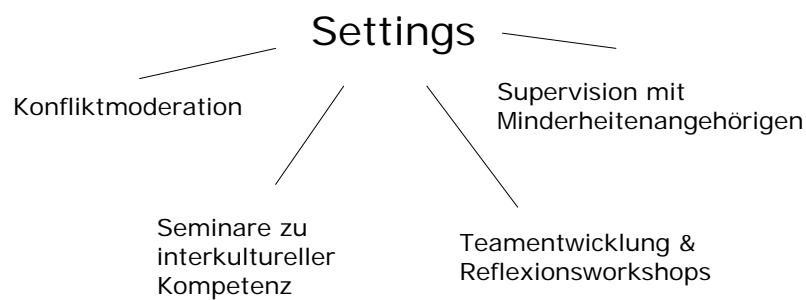 Settings
Konfliktmoderation
Supervision mit
Minderheitenangehörigen
Seminare zu
interkultureller
Kompetenz
Teamentwicklung &
Reflexionsworkshops